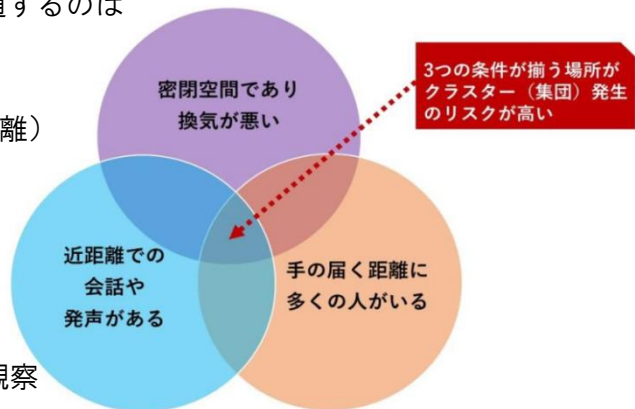 通するのは
密閉空間であり
換気が悪い
3つの条件が揃う場所が
クラスター（集団）発生
のリスクが高い
離）
近距離での
会話や
発声がある
手の届く距離に
多くの人がいる
観察